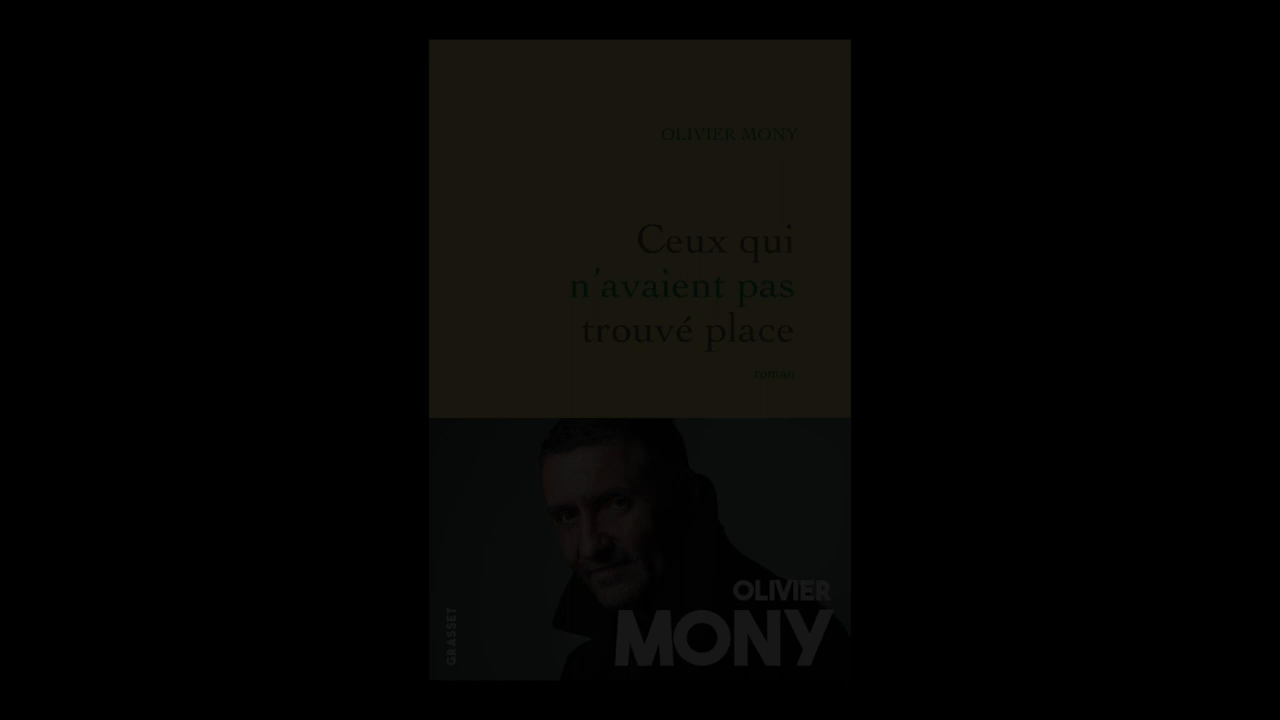 OLIVIER MONY
Ceux qui
n'avaient pas
trouvé place
roman
OLIVIER
MONY
GRASSET